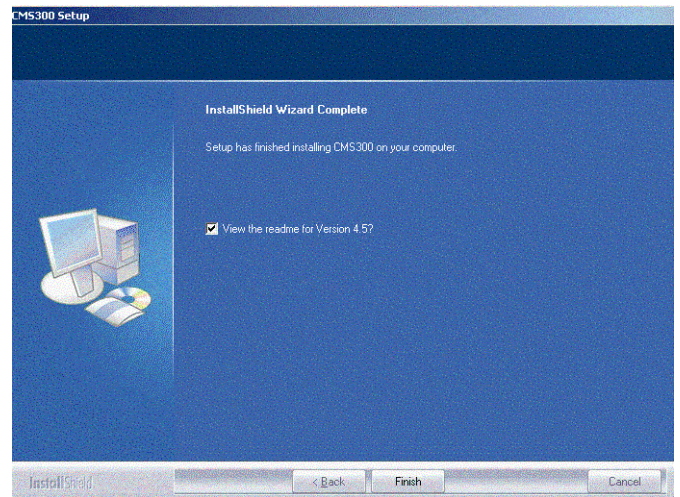 CMS300 Setup
InstallShield Wizard Complete
Setup has finished installing CMS300 on your computer.
View the readme for Version 4.5?
InstallShield
< Back
Finish
Cancel